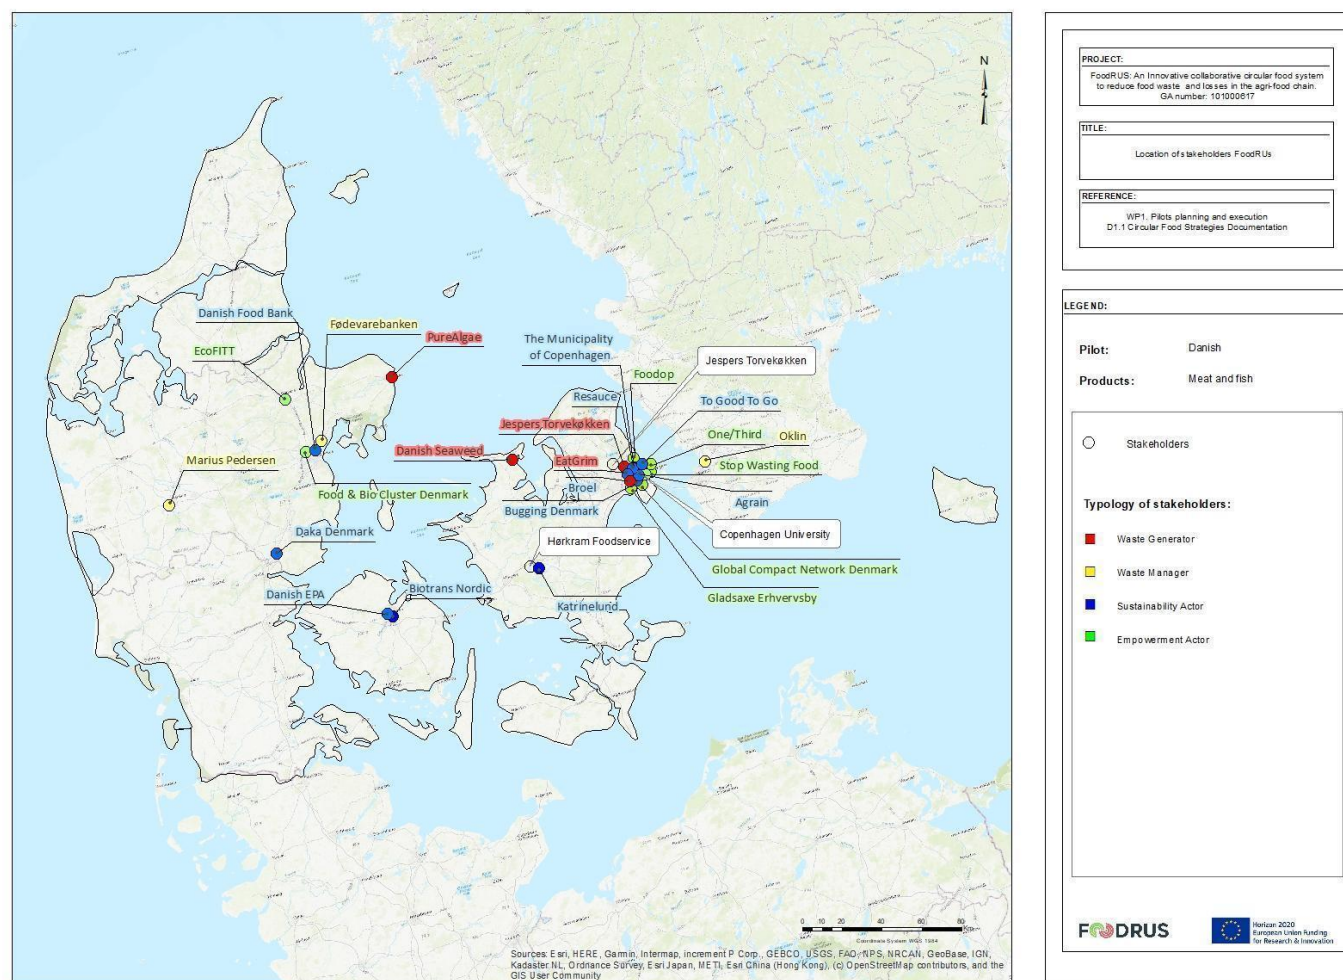 N
Danish Food Bank
Fødevarebanken
PureAlgae
EcoFITT
The Municipality
of Copenhagen
Jespers Torvekøkken
Foodop
Resauce
To Good To Go
Jespers Torvekøkken
One/Third
Oklin
Danish Seaweed
EatGrim
Stop Wasting Food
Marius Pedersen
Broel
Food & Bio Cluster Denmark
Agrain
Bugging Denmark
Daka Denmark
Hørkram Foodservice
Copenhagen University
Global Compact Network Denmark
Danish EPA
Biotrans Nordic
Katrinelund
Gladsaxe Erhvervsby
0 10 20 40 60 80
Coordinate System WGS 1984
Sources: Esri, HERE, Garmin, Intermap, increment P Corp., GEBCO, USGS, FAO, NPS, NRCAN, GeoBase, IGN,
Kadaster NL, Ordnance Survey, Esri Japan, METI, Esri China (Hong Kong), (c) OpenStreetMap contributors, and the
GIS User Community
PROJECT:
FoodRUS: An Innovative collaborative circular food system
to reduce food waste and losses in the agri-food chain.
GA number: 101000617
TITLE:
Location of stakeholders FoodRUs
REFERENCE:
WP1. Pilots planning and execution
D1.1 Circular Food Strategies Documentation
LEGEND:
Pilot: Danish
Products: Meat and fish
Stakeholders
Typology of stakeholders:
Waste Generator
Waste Manager
Sustainability Actor
Empowerment Actor
FOODRUS
Horizon 2020
European Union Funding
for Research & Innovation